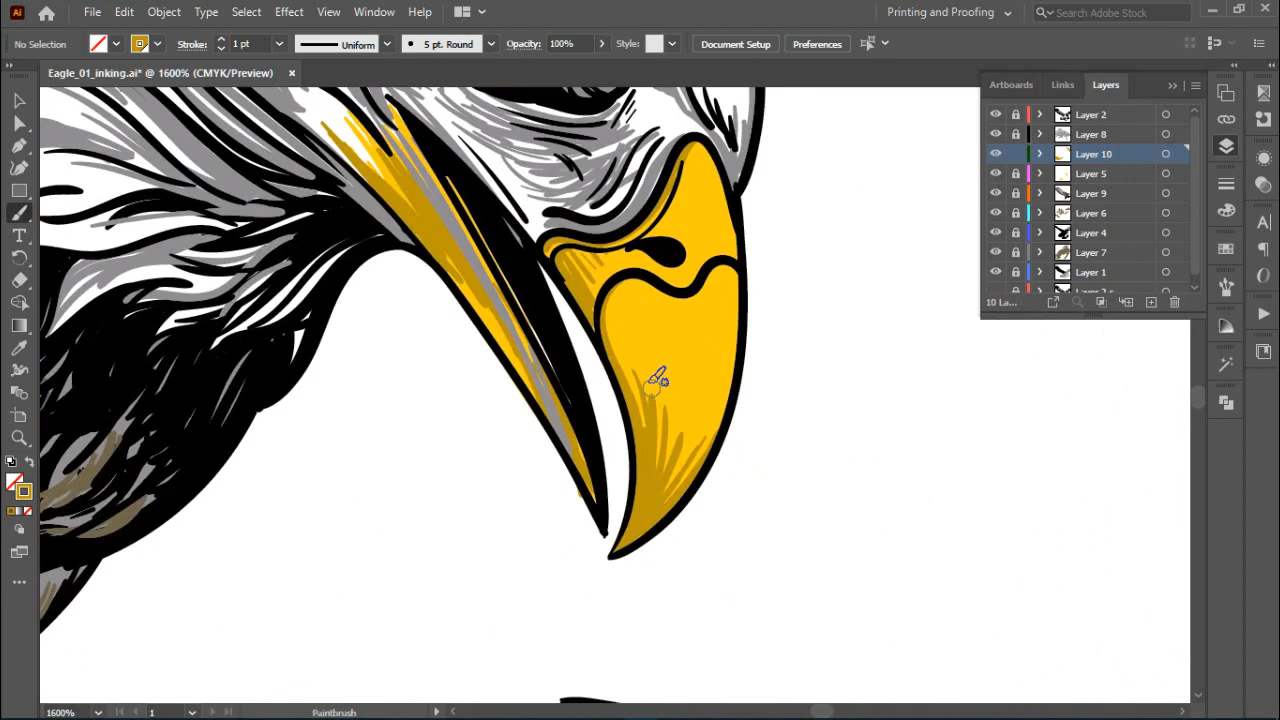 Ai File Edit Object Type Select Effect View Window Help Printing and Proofing Search Adobe Stock
No Selection Stroke: 1 pt Uniform 5 pt. Round Opacity: 100% Style: Document Setup Preferences
Eagle_01_inking.ai* @ 1600% (CMYK/Preview)
Artboards Links Layers
Layer 2
Layer 8
Layer 10
Layer 5
Layer 9
Layer 6
Layer 4
Layer 7
Layer 1
10 La...
1600% 1 Paintbrush